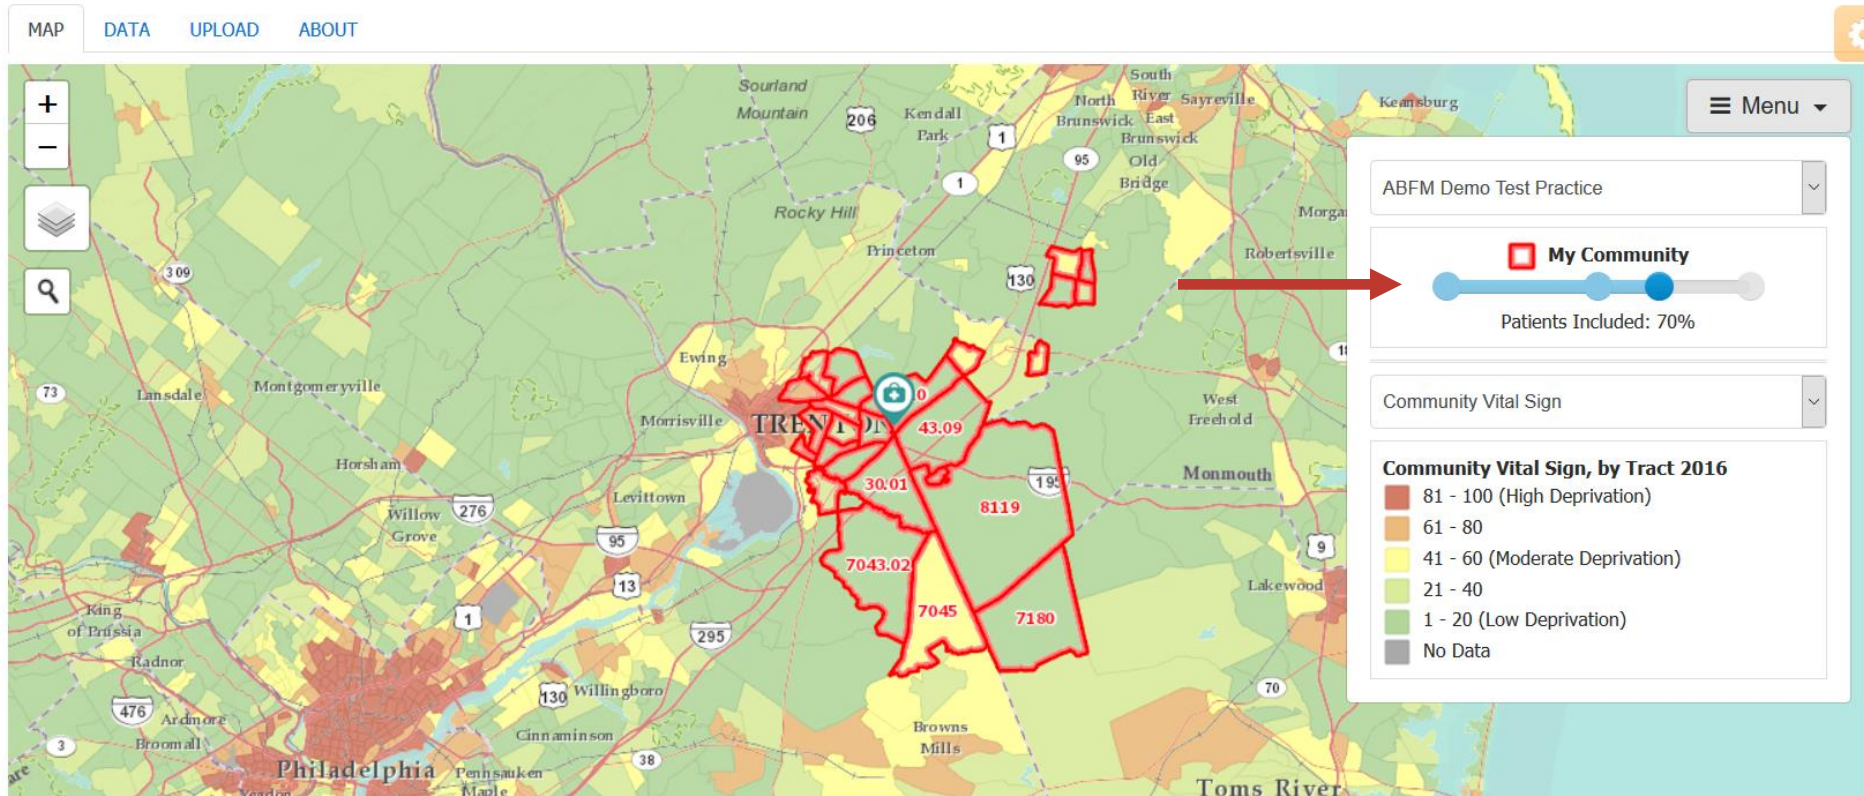 MAP DATA UPLOAD ABOUT
+
−
Menu
ABFM Demo Test Practice
My Community
Patients Included: 70%
Community Vital Sign
Community Vital Sign, by Tract 2016
81 - 100 (High Deprivation)
61 - 80
41 - 60 (Moderate Deprivation)
21 - 40
1 - 20 (Low Deprivation)
No Data
Sourland
Mountain
206
Kendall
Park
1
South
River
Sayreville
North
Brunswick
East
Brunswick
95
Old
Bridge
Keansburg
1
Rocky Hill
Princeton
130
Robertsville
309
Ewing
73
Lansdale
Montgomeryville
Morrisville
TRENTON
43.09
West
Freehold
Horsham
Levittown
30.01
195
Monmouth
8119
Willow
Grove
276
95
9
7043.02
13
Lakewood
King
of Prussia
1
7045
7180
295
Radnor
130
Willingboro
70
476
Ardmore
Broomall
3
Cinnaminson
Browns
Mills
38
Philadelphia
Pennsauken
Maple
Toms River